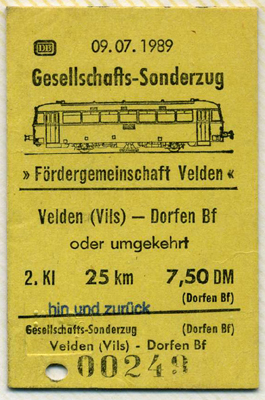 DB 09.07.1989
Gesellschafts-Sonderzug
» Fördergemeinschaft Velden «
Velden (Vils) — Dorfen Bf
oder umgekehrt
2. Kl 25 km 7,50 DM
hin und zurück (Dorfen Bf)
Gesellschafts-Sonderzug (Dorfen Bf)
Velden (Vils) - Dorfen Bf
00249